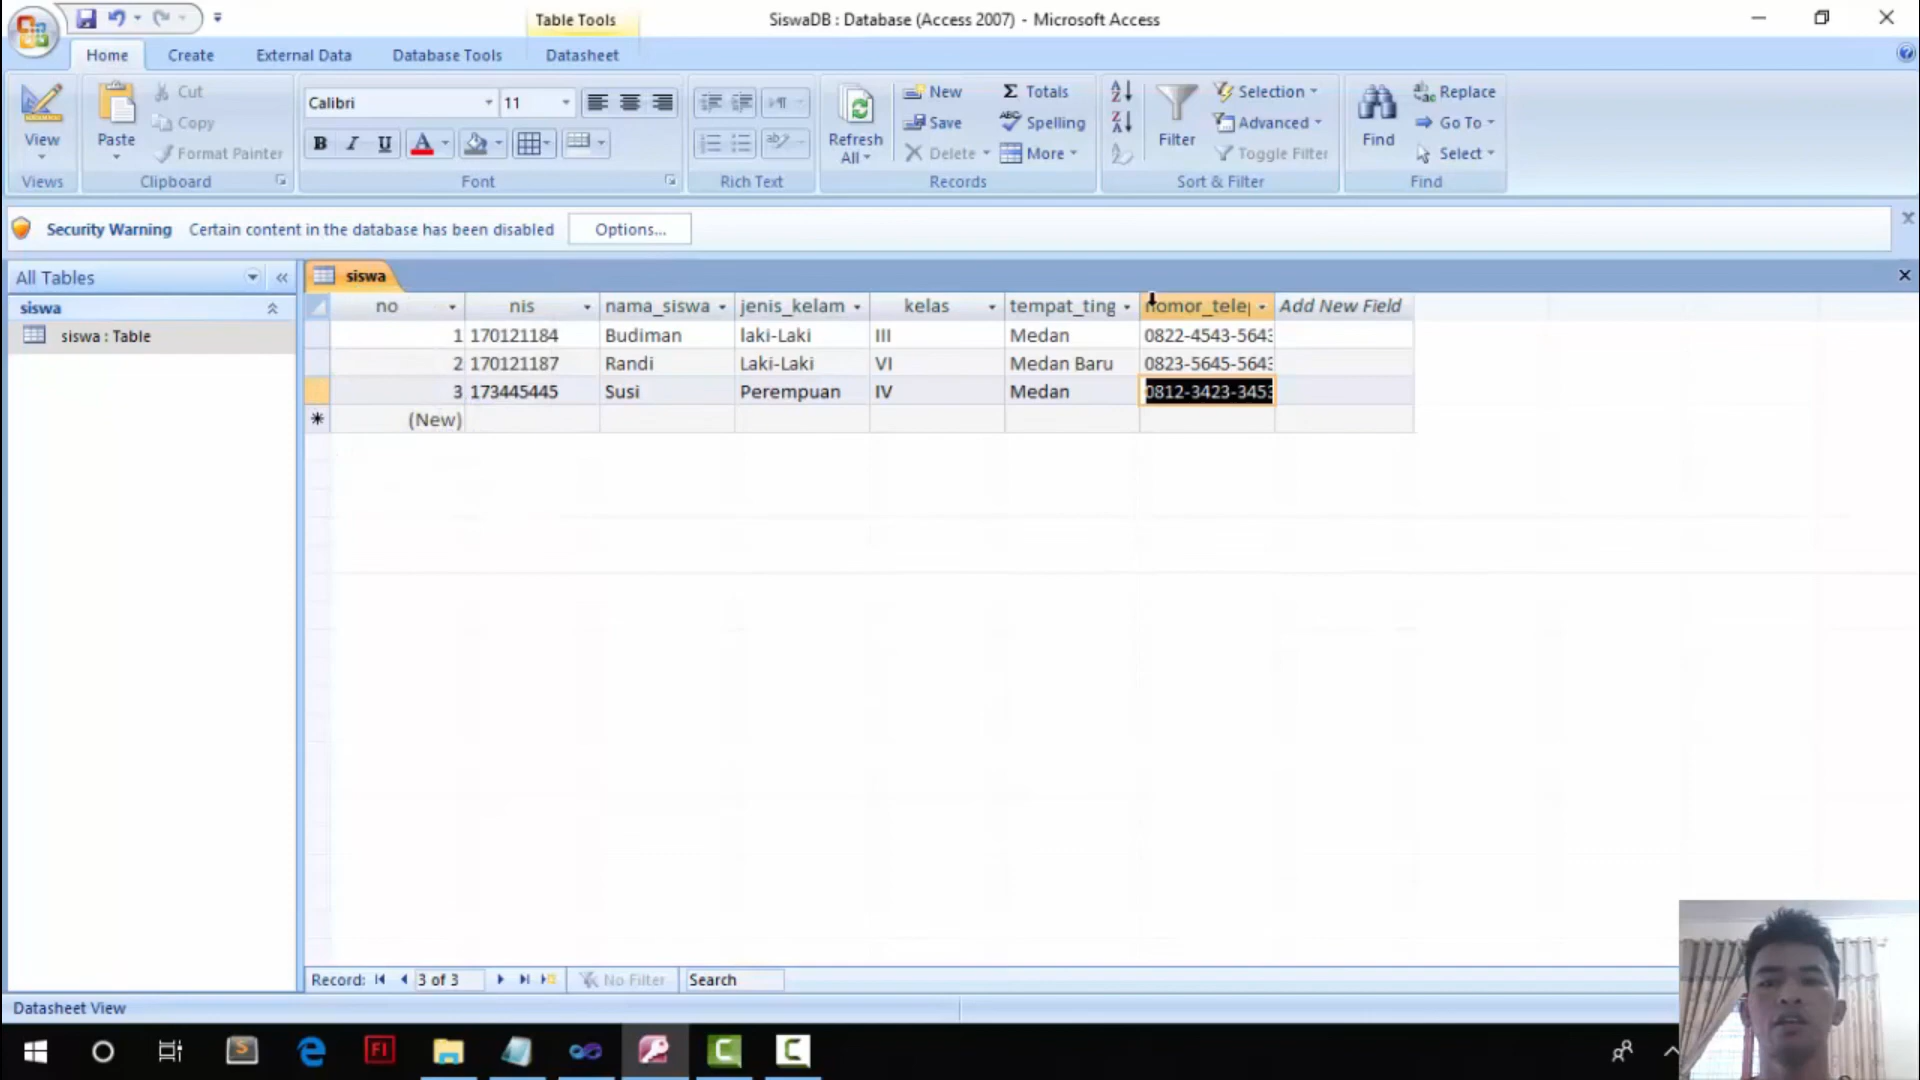 Table Tools
SiswaDB : Database (Access 2007) - Microsoft Access
Home Create External Data Database Tools Datasheet
View
Views
Paste
Cut
Copy
Format Painter
Clipboard
Calibri 11
B I U A
Font
Rich Text
Refresh
All
New
Save
Delete
Σ Totals
Spelling
More
Records
Filter
Selection
Advanced
Toggle Filter
Sort & Filter
Find
Replace
Go To
Select
Find
Security Warning Certain content in the database has been disabled Options...
All Tables
siswa
siswa : Table
siswa
no nis nama_siswa jenis_kelam kelas tempat_ting nomor_telep Add New Field
1 170121184 Budiman laki-Laki III Medan 0822-4543-5643
2 170121187 Randi Laki-Laki VI Medan Baru 0823-5645-5643
3 173445445 Susi Perempuan IV Medan 0812-3423-3453
(New)
Record: 3 of 3 No Filter Search
Datasheet View